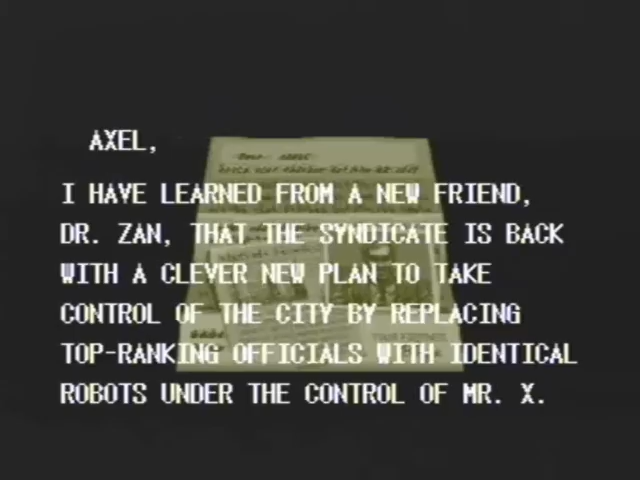 AXEL,
I HAVE LEARNED FROM A NEW FRIEND,
DR. ZAN, THAT THE SYNDICATE IS BACK
WITH A CLEVER NEW PLAN TO TAKE
CONTROL OF THE CITY BY REPLACING
TOP-RANKING OFFICIALS WITH IDENTICAL
ROBOTS UNDER THE CONTROL OF MR. X.